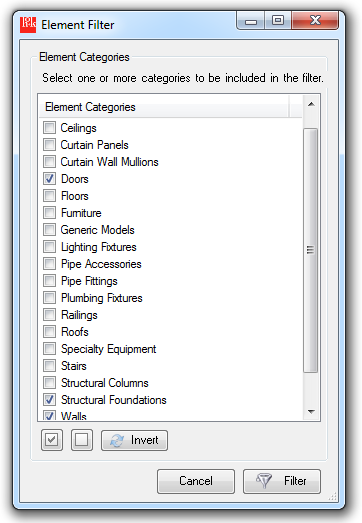 Element Filter
Element Categories
Select one or more categories to be included in the filter.
Element Categories
Ceilings
Curtain Panels
Curtain Wall Mullions
Doors
Floors
Furniture
Generic Models
Lighting Fixtures
Pipe Accessories
Pipe Fittings
Plumbing Fixtures
Railings
Roofs
Specialty Equipment
Stairs
Structural Columns
Structural Foundations
Walls
Invert
Cancel
Filter